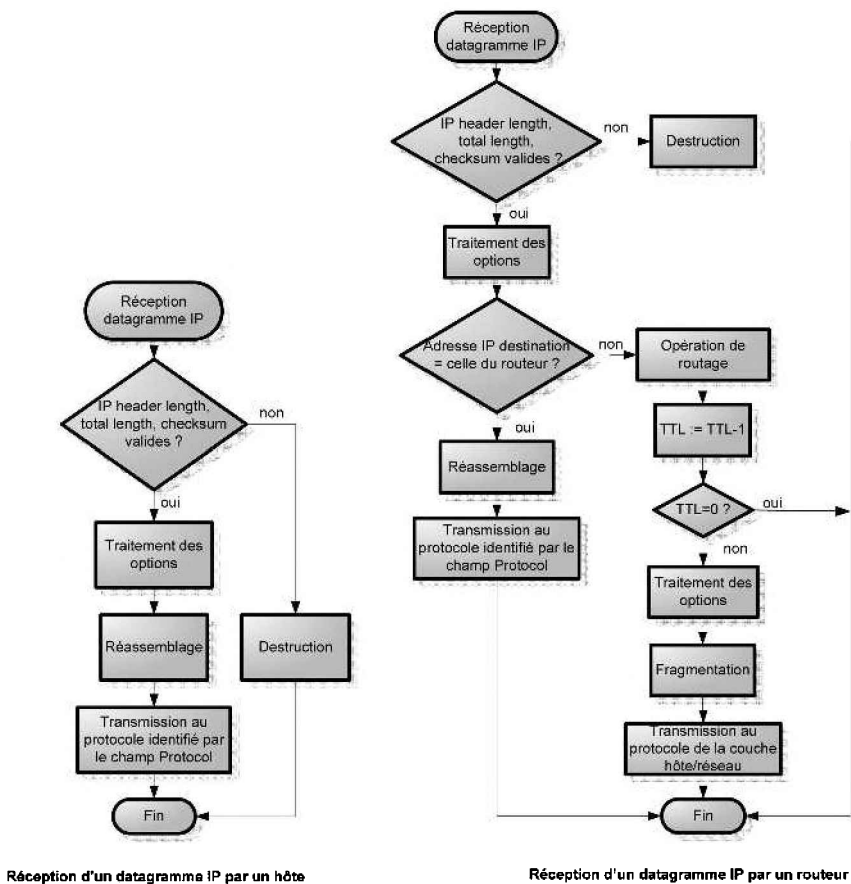 Réception
datagramme IP
IP header length,
total length, checksum
valides ?
non
oui
Traitement des
options
Réassemblage
Destruction
Transmission au
protocole identifié par
le champ Protocol
Fin
Réception d'un datagramme IP par un hôte
Réception
datagramme IP
IP header length,
total length,
checksum valides ?
non
Destruction
oui
Traitement des
options
Adresse IP destination
= celle du routeur ?
non
Opération de
routage
oui
TTL := TTL-1
Réassemblage
TTL=0 ?
oui
Transmission au
protocole identifié par le
champ Protocol
non
Traitement des
options
Fragmentation
Transmission au
protocole de la couche
hôte/réseau
Fin
Réception d'un datagramme IP par un routeur